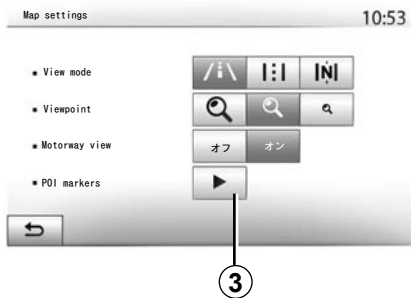 Map settings 10:53
▪ View mode N
▪ Viewpoint
▪ Motorway view オフ オン
▪ POI markers
3